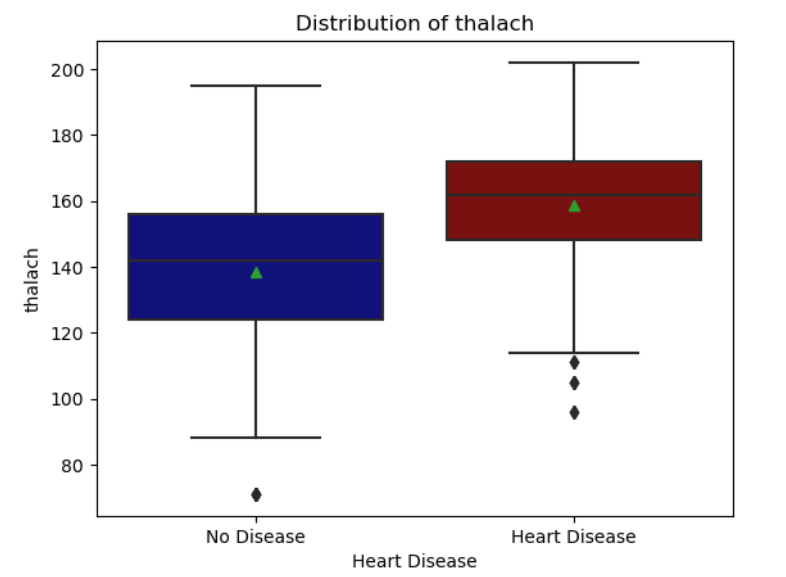 Distribution of thalach
200
180
160
140
120
100
80
thalach
No Disease Heart Disease
Heart Disease